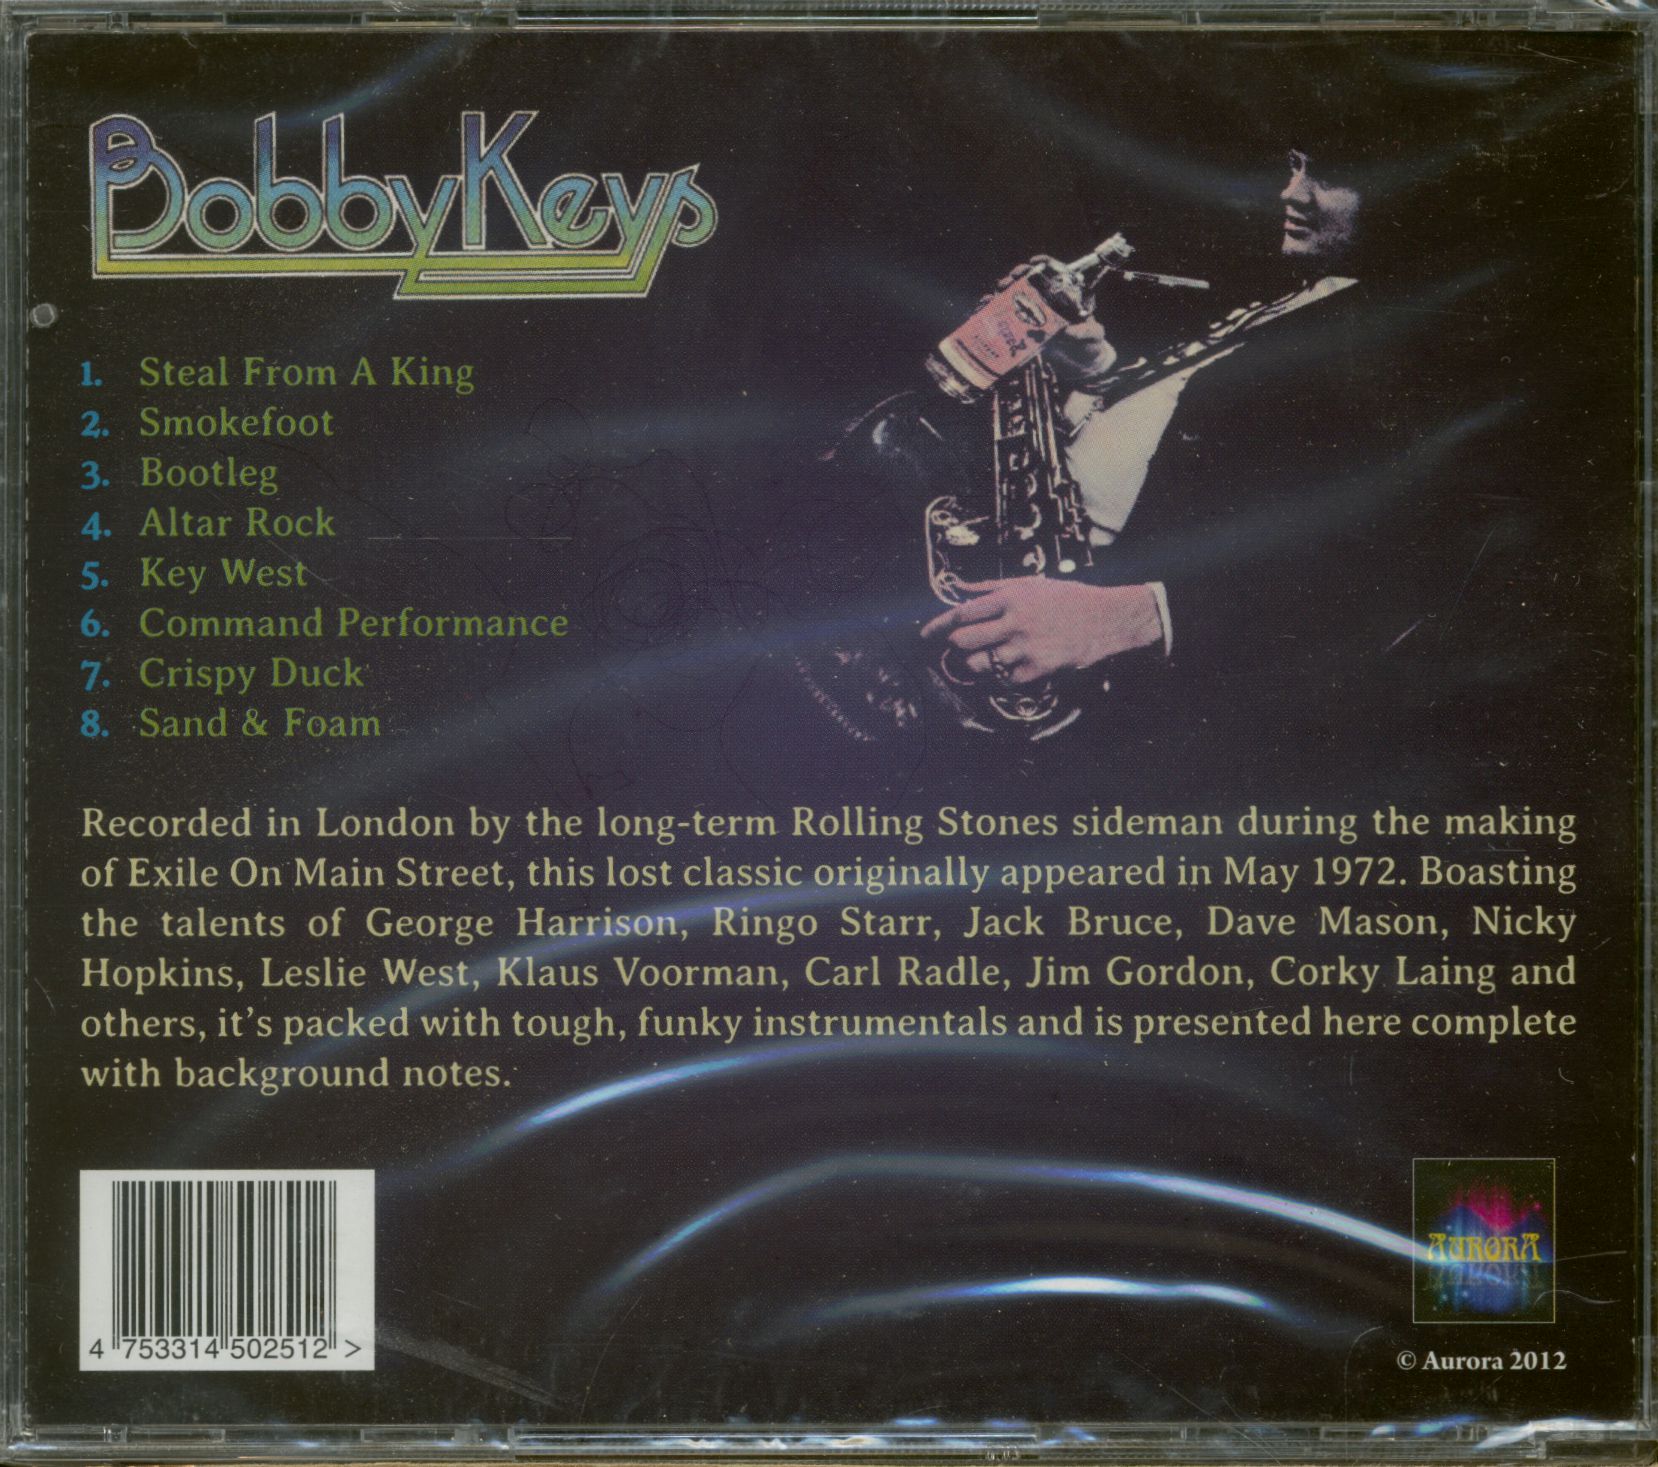 Bobby Keys
1. Steal From A King
2. Smokefoot
3. Bootleg
4. Altar Rock
5. Key West
6. Command Performance
7. Crispy Duck
8. Sand & Foam
Recorded in London by the long-term Rolling Stones sideman during the making
of Exile On Main Street, this lost classic originally appeared in May 1972. Boasting
the talents of George Harrison, Ringo Starr, Jack Bruce, Dave Mason, Nicky
Hopkins, Leslie West, Klaus Voorman, Carl Radle, Jim Gordon, Corky Laing and
others, it's packed with tough, funky instrumentals and is presented here complete
with background notes.
AURORA
4 753314 502512 >
© Aurora 2012